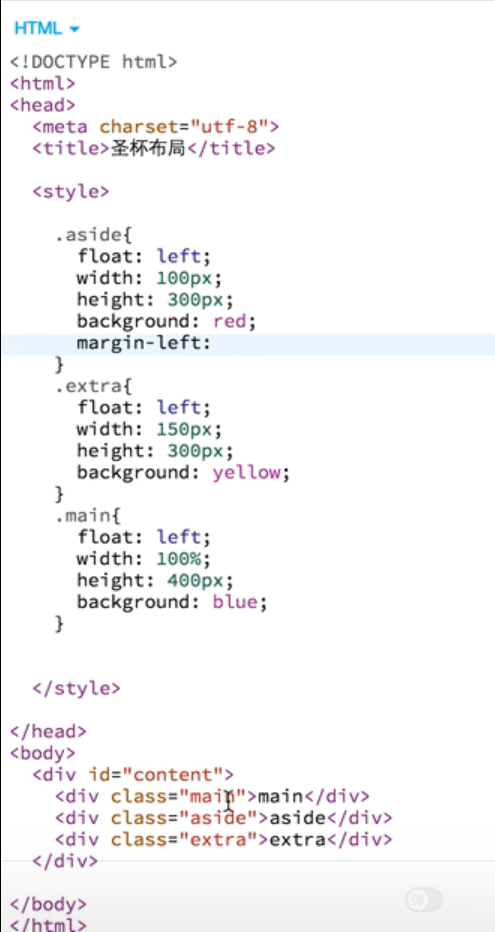 HTML
<!DOCTYPE html>
<html>
<head>
<meta charset="utf-8">
<title>圣杯布局</title>
<style>
.aside{
float: left;
width: 100px;
height: 300px;
background: red;
margin-left:
}
.extra{
float: left;
width: 150px;
height: 300px;
background: yellow;
}
.main{
float: left;
width: 100%;
height: 400px;
background: blue;
}
</style>
</head>
<body>
<div id="content">
<div class="main">main</div>
<div class="aside">aside</div>
<div class="extra">extra</div>
</div>
</body>
弹
</html>